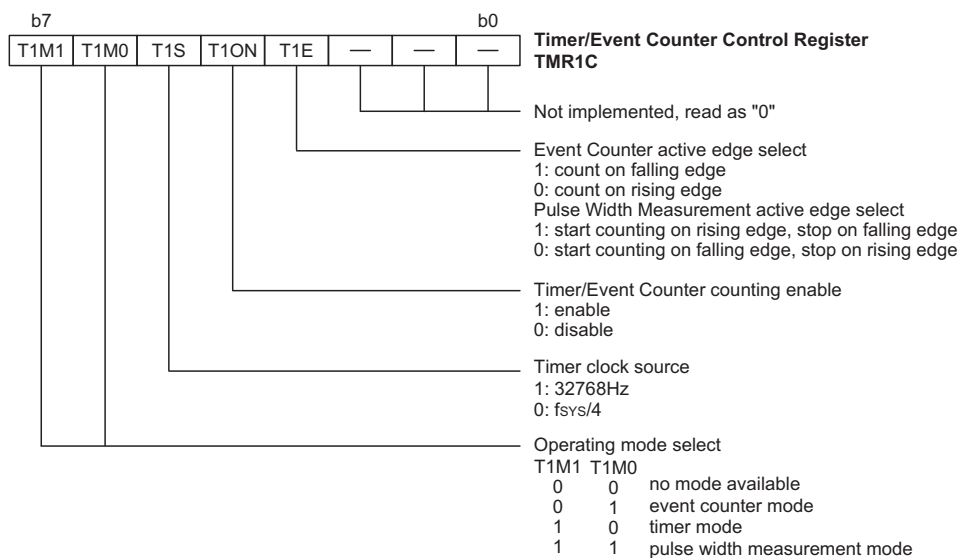 b7 b0
T1M1 T1M0 T1S T1ON T1E — — —
Timer/Event Counter Control Register
TMR1C
Not implemented, read as "0"
Event Counter active edge select
1: count on falling edge
0: count on rising edge
Pulse Width Measurement active edge select
1: start counting on rising edge, stop on falling edge
0: start counting on falling edge, stop on rising edge
Timer/Event Counter counting enable
1: enable
0: disable
Timer clock source
1: 32768Hz
0: fSYS/4
Operating mode select
T1M1 T1M0
0 0 no mode available
0 1 event counter mode
1 0 timer mode
1 1 pulse width measurement mode